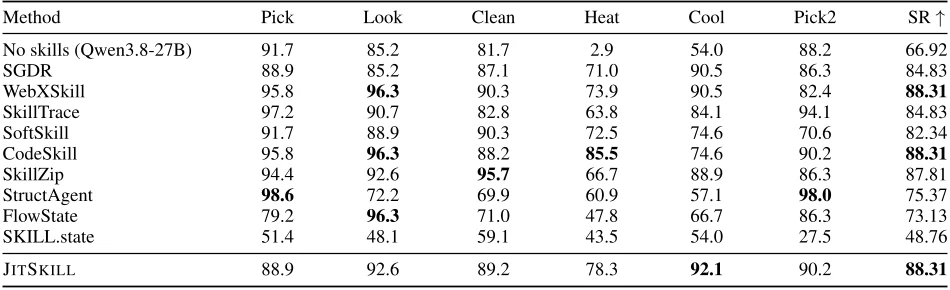 Method Pick Look Clean Heat Cool Pick2 SR ↑
No skills (Qwen3.8-27B) 91.7 85.2 81.7 2.9 54.0 88.2 66.92
SGDR 88.9 85.2 87.1 71.0 90.5 86.3 84.83
WebXSkill 95.8 96.3 90.3 73.9 90.5 82.4 88.31
SkillTrace 97.2 90.7 82.8 63.8 84.1 94.1 84.83
SoftSkill 91.7 88.9 90.3 72.5 74.6 70.6 82.34
CodeSkill 95.8 96.3 88.2 85.5 74.6 90.2 88.31
SkillZip 94.4 92.6 95.7 66.7 88.9 86.3 87.81
StructAgent 98.6 72.2 69.9 60.9 57.1 98.0 75.37
FlowState 79.2 96.3 71.0 47.8 66.7 86.3 73.13
SKILL.state 51.4 48.1 59.1 43.5 54.0 27.5 48.76
JITSKILL 88.9 92.6 89.2 78.3 92.1 90.2 88.31